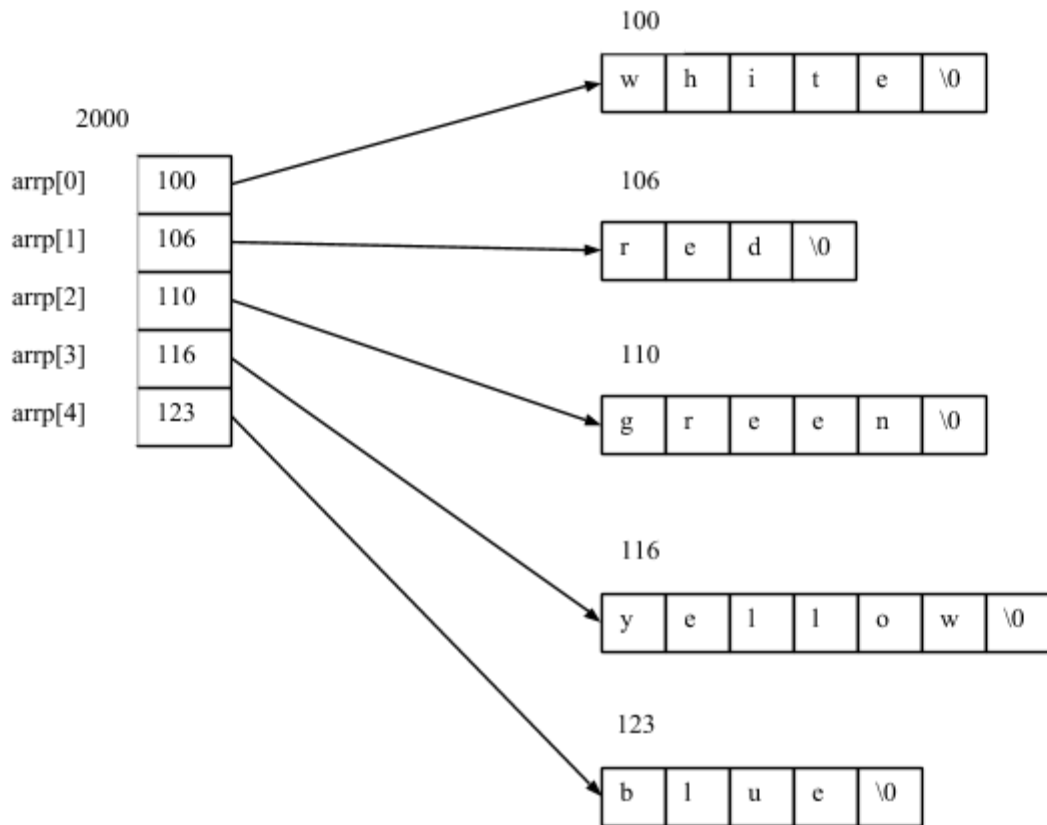 100
w h i t e \0
2000
arrp[0] 100
106
arrp[1] 106
r e d \0
arrp[2] 110
arrp[3] 116
110
arrp[4] 123
g r e e n \0
116
y e l l o w \0
123
b l u e \0